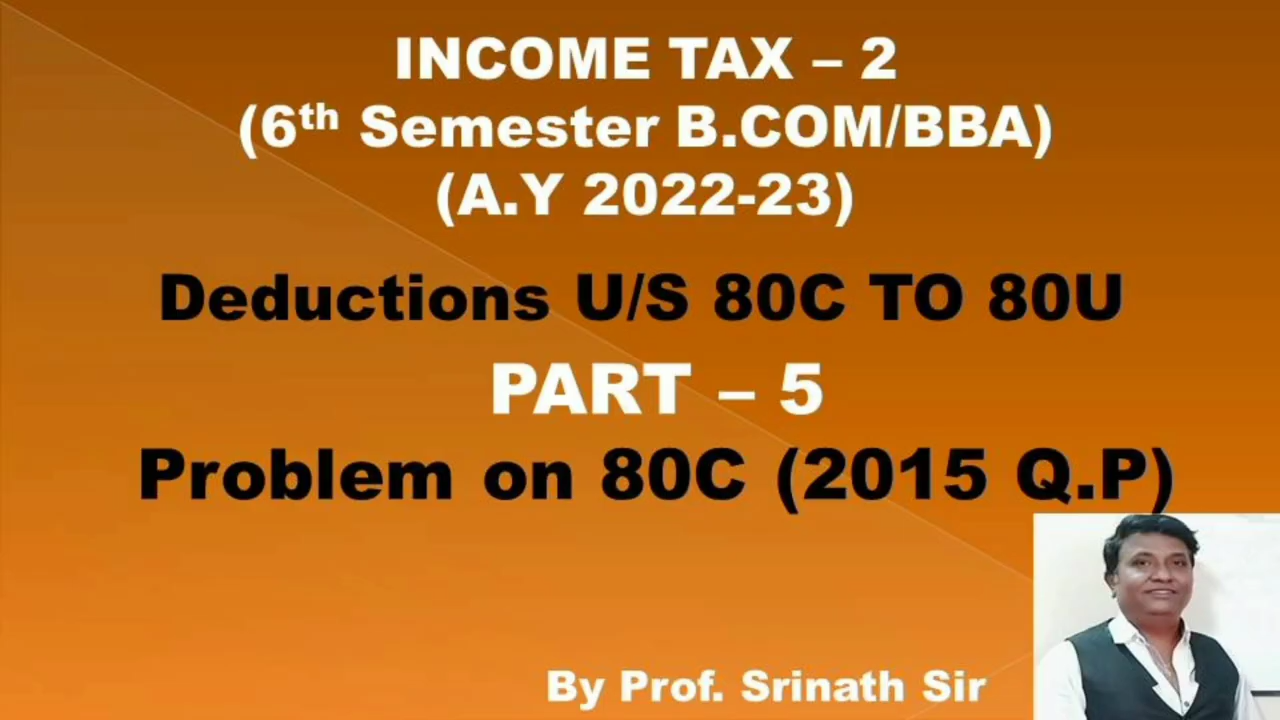 INCOME TAX – 2
(6th Semester B.COM/BBA)
(A.Y 2022-23)
Deductions U/S 80C TO 80U
PART – 5
Problem on 80C (2015 Q.P)
By Prof. Srinath Sir